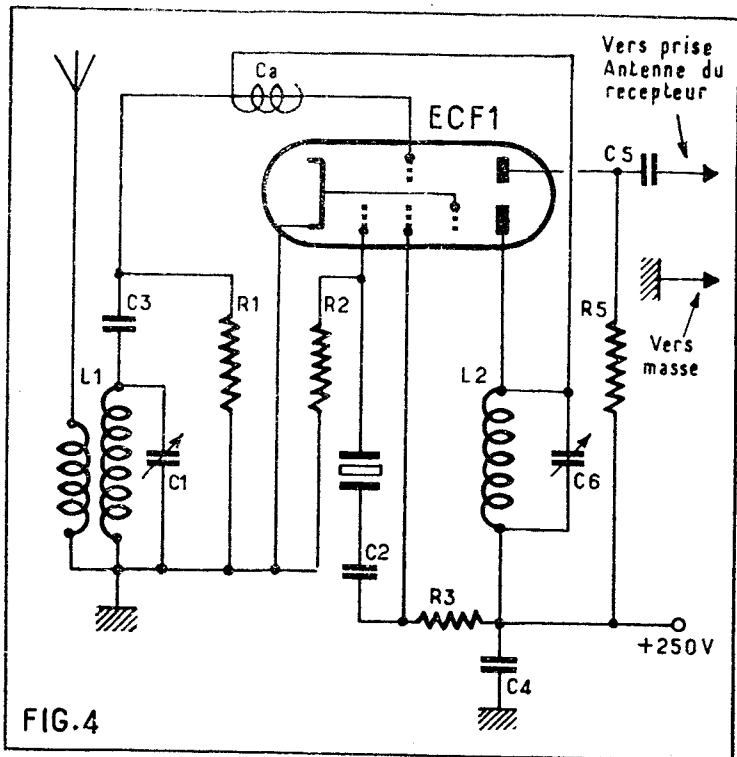 Vers prise
Antenne du
recepteur
Ca
ECF1
C5
C3
R1
R2
R5
Vers
masse
L1
L2
C1
C6
C2
R3
+250V
C4
FIG.4